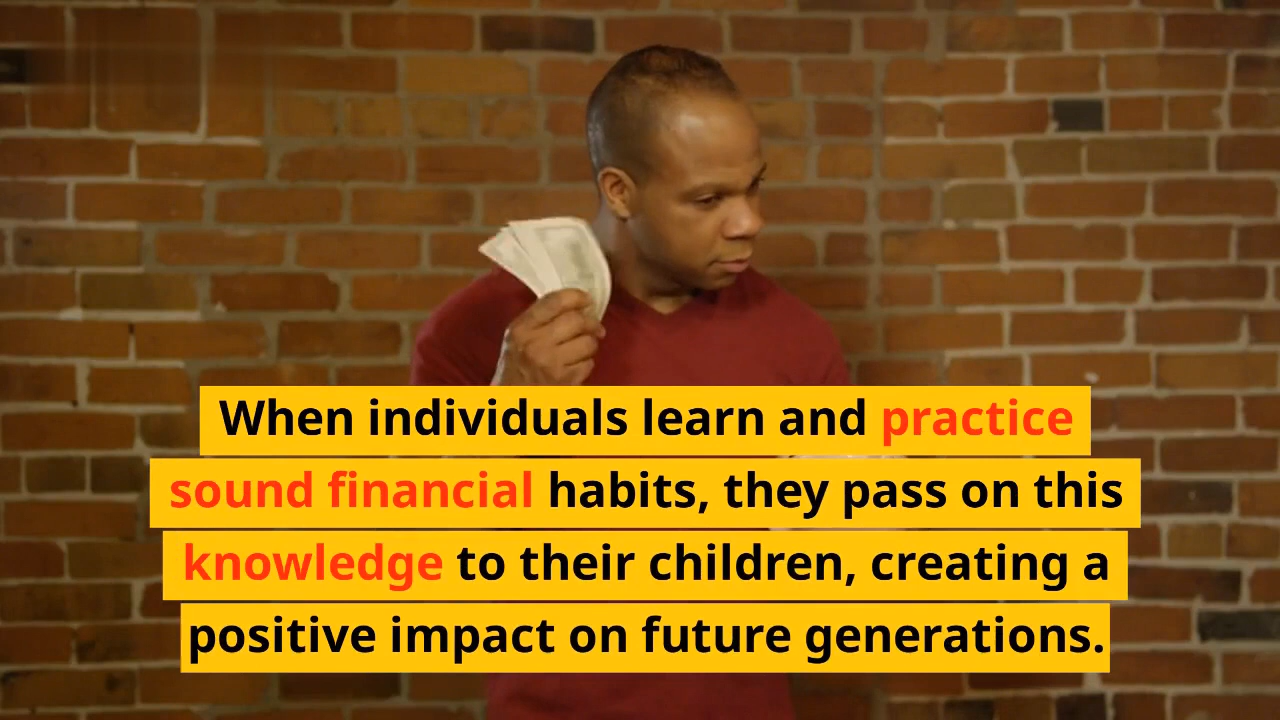 When individuals learn and practice
sound financial habits, they pass on this
knowledge to their children, creating a
positive impact on future generations.